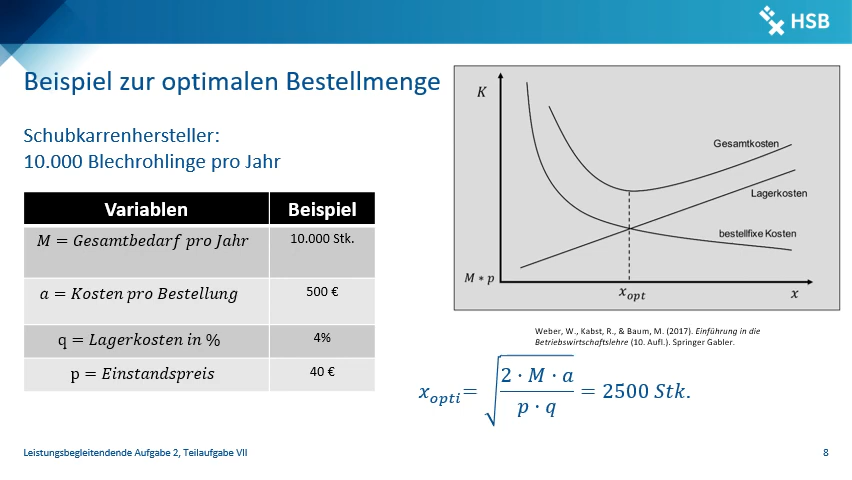 HSB
Beispiel zur optimalen Bestellmenge
Schubkarrenhersteller:
10.000 Blechrohlinge pro Jahr
Variablen Beispiel
M = Gesamtbedarf pro Jahr 10.000 Stk.
a = Kosten pro Bestellung 500 €
q = Lagerkosten in % 4%
p = Einstandspreis 40 €
K
Gesamtkosten
Lagerkosten
bestellfixe Kosten
M * p
x_opt
x
Weber, W., Kabst, R., & Baum, M. (2017). Einführung in die
Betriebswirtschaftslehre (10. Aufl.). Springer Gabler.
x_opti = √(2 · M · a / p · q) = 2500 Stk.
Leistungsbegleitendende Aufgabe 2, Teilaufgabe VII
8